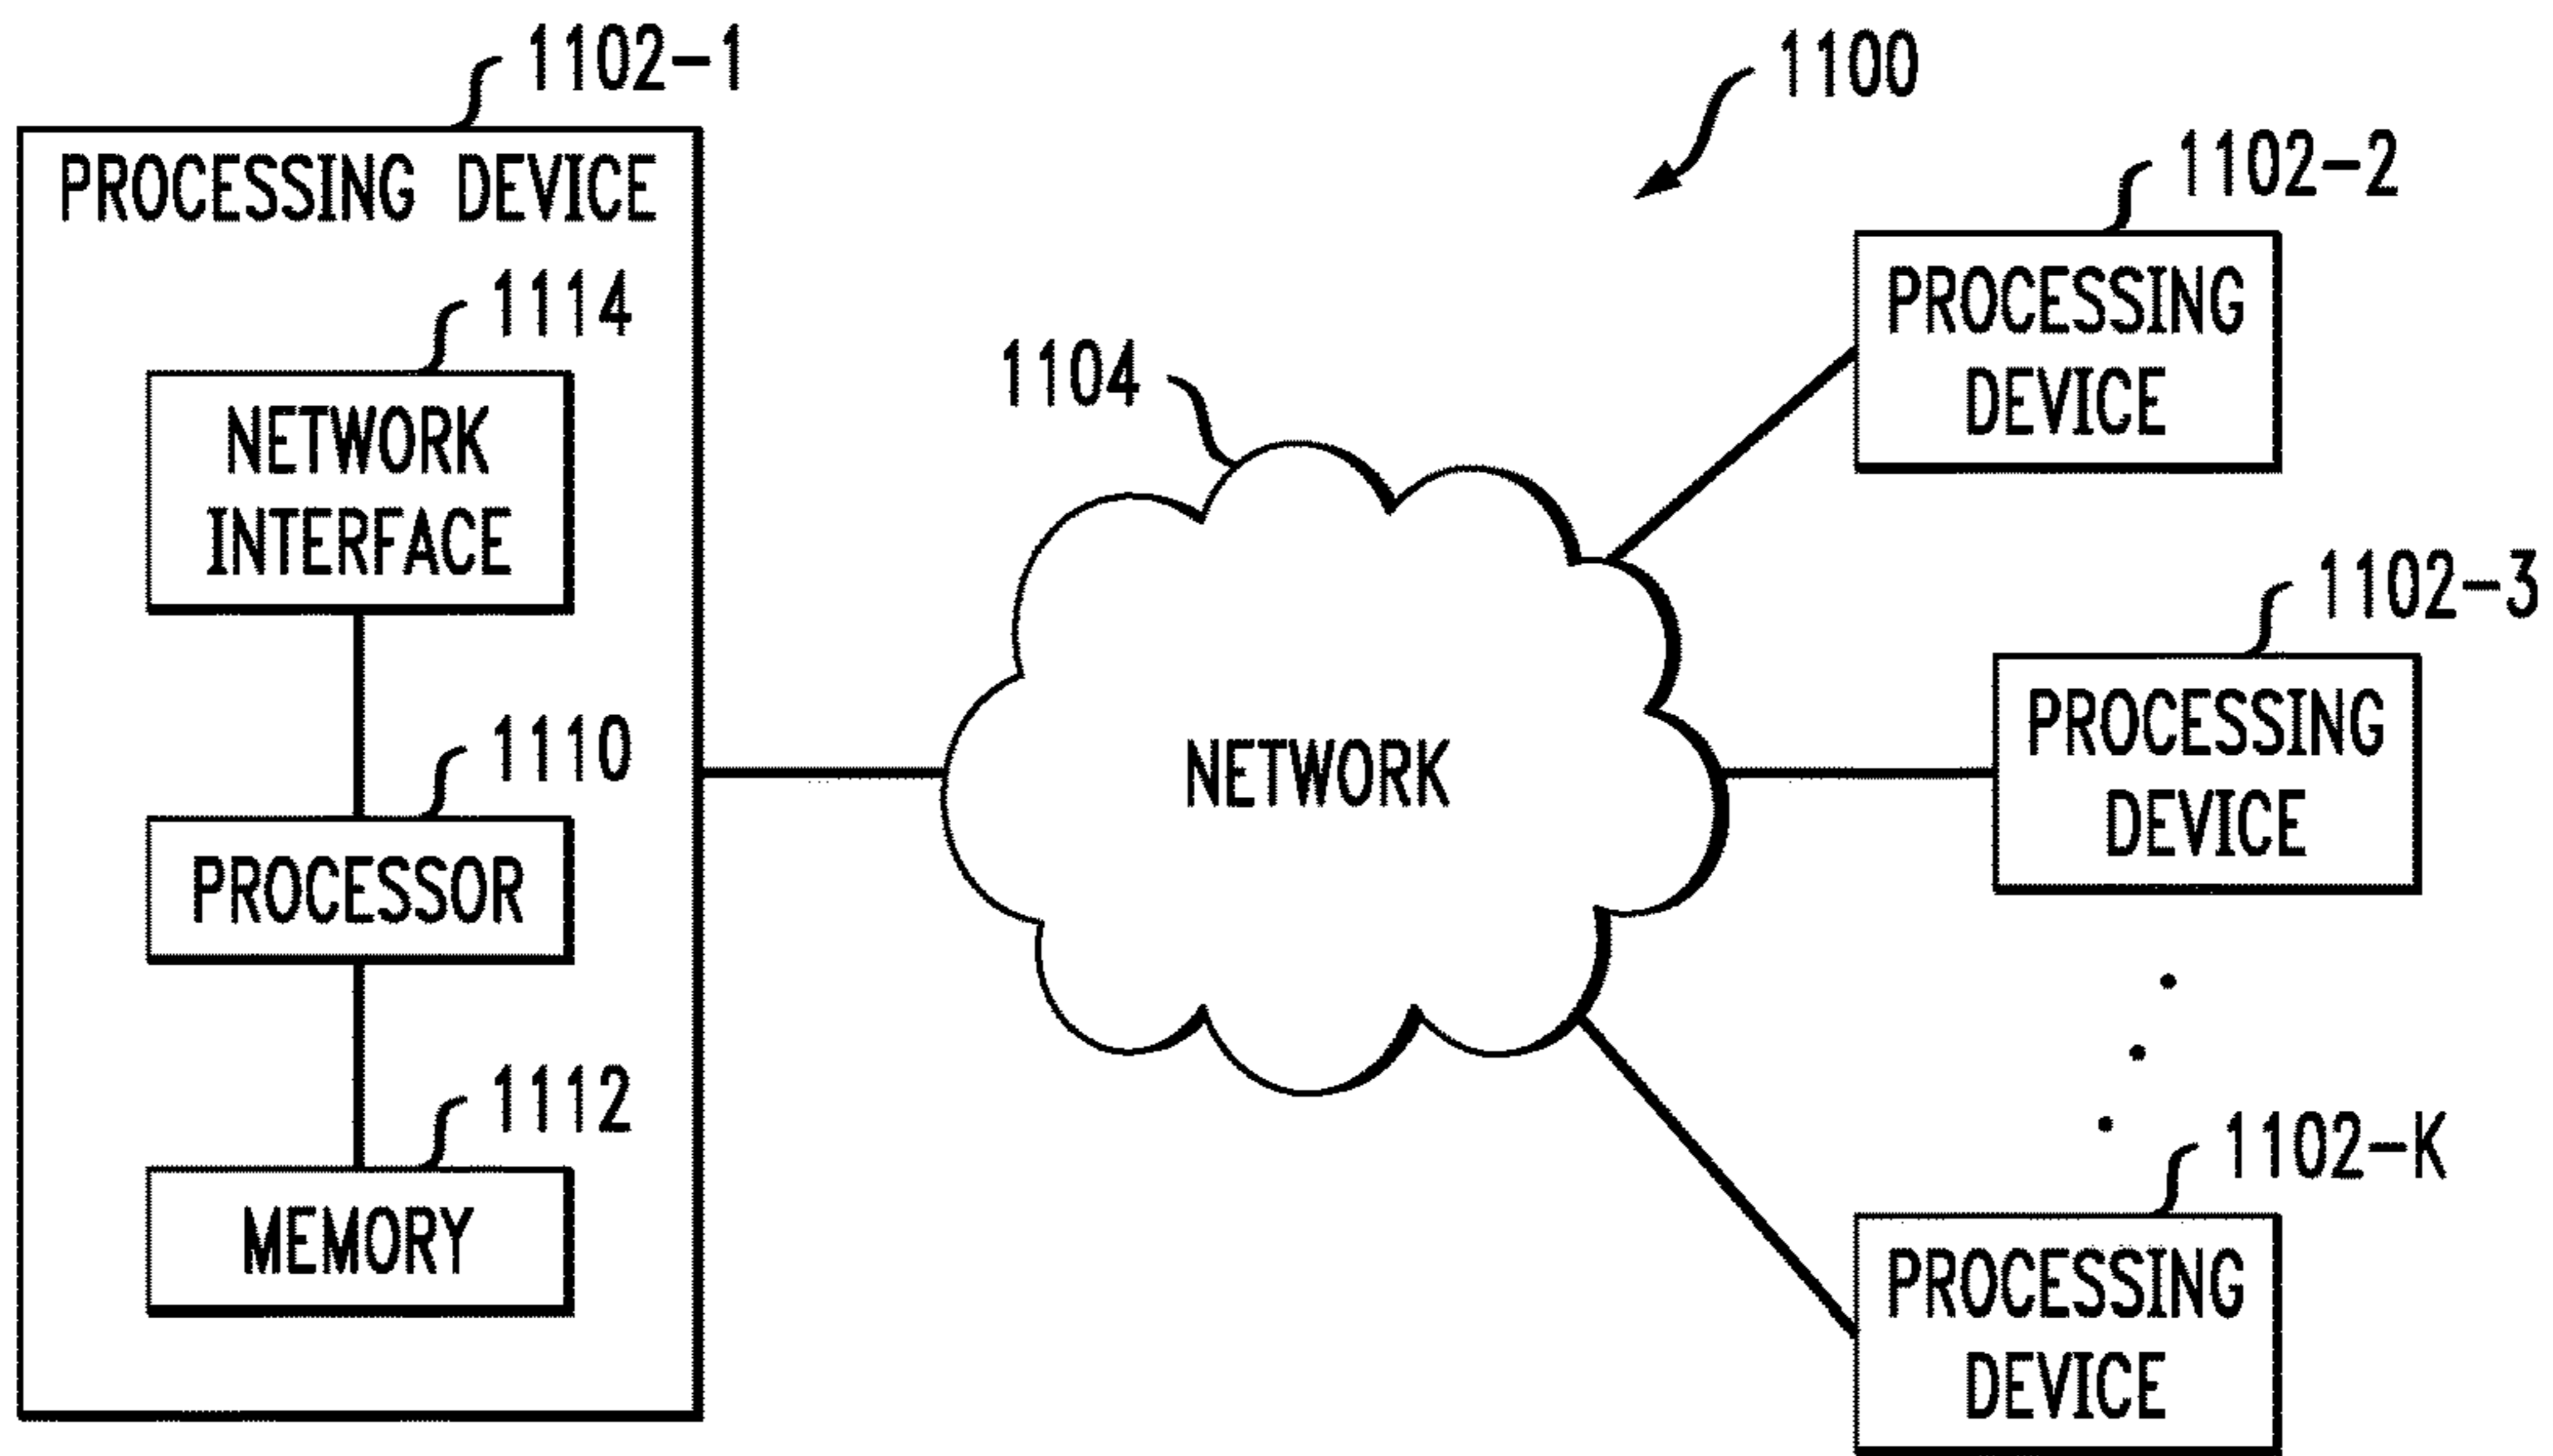 1102-1
PROCESSING DEVICE
1114
NETWORK
INTERFACE
1110
PROCESSOR
1112
MEMORY
1100
1104
NETWORK
1102-2
PROCESSING
DEVICE
1102-3
PROCESSING
DEVICE
1102-K
PROCESSING
DEVICE